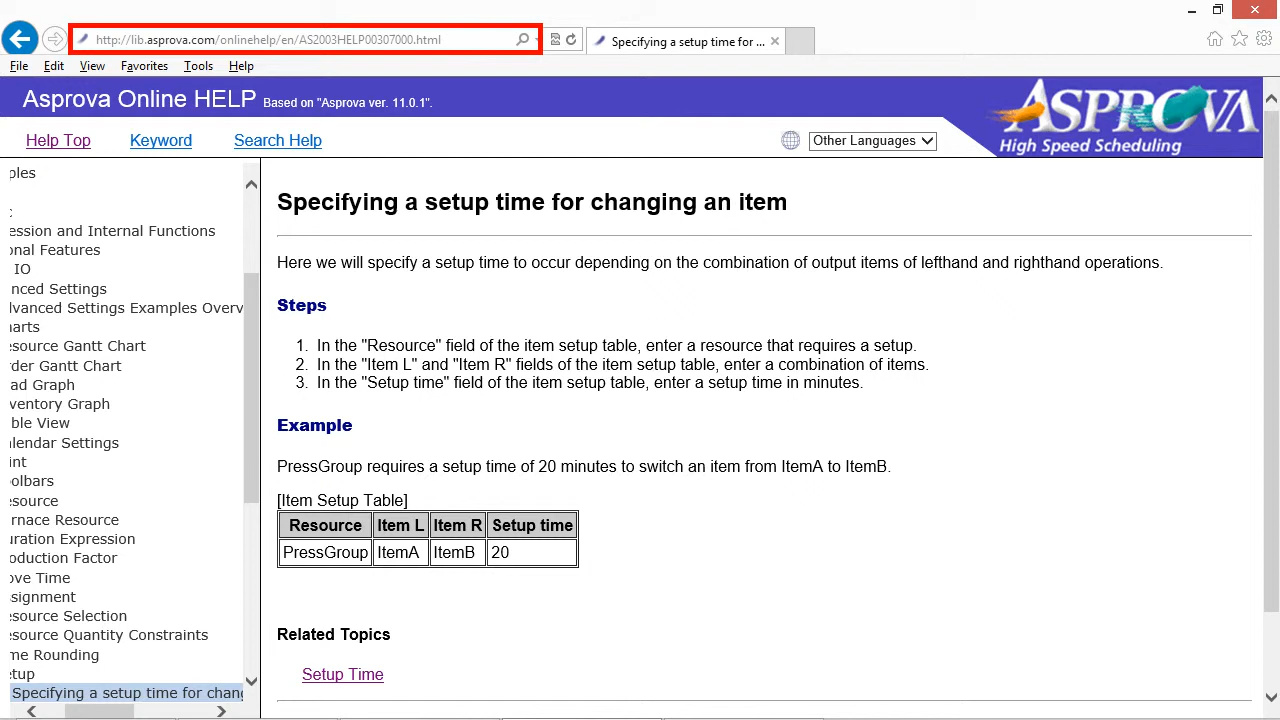 http://lib.asprova.com/onlinehelp/en/AS2003HELP00307000.html
Specifying a setup time for ...
File Edit View Favorites Tools Help
Asprova Online HELP Based on "Asprova ver. 11.0.1".
ASPROVA
High Speed Scheduling
Help Top Keyword Search Help Other Languages
ples
ession and Internal Functions
onal Features
IO
nced Settings
dvanced Settings Examples Overv
harts
esource Gantt Chart
rder Gantt Chart
ad Graph
ventory Graph
ble View
alendar Settings
int
olbars
esource
urnace Resource
uration Expression
oduction Factor
ove Time
signment
esource Selection
esource Quantity Constraints
me Rounding
etup
Specifying a setup time for chang
Specifying a setup time for changing an item
Here we will specify a setup time to occur depending on the combination of output items of lefthand and righthand operations.
Steps
1. In the "Resource" field of the item setup table, enter a resource that requires a setup.
2. In the "Item L" and "Item R" fields of the item setup table, enter a combination of items.
3. In the "Setup time" field of the item setup table, enter a setup time in minutes.
Example
PressGroup requires a setup time of 20 minutes to switch an item from ItemA to ItemB.
[Item Setup Table]
Resource Item L Item R Setup time
PressGroup ItemA ItemB 20
Related Topics
Setup Time